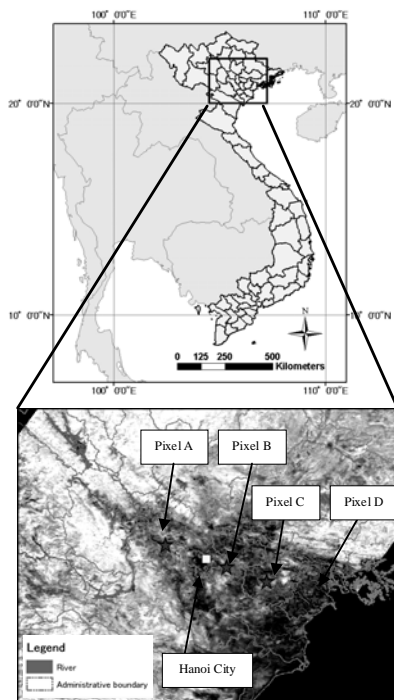 100° 0'0"E
110° 0'0"E
20° 0'0"N
20° 0'0"N
10° 0'0"N
10° 0'0"N
N
0 125 250 500
Kilometers
100° 0'0"E
110° 0'0"E
Pixel A
Pixel B
Pixel C
Pixel D
Legend
River
Administrative boundary
Hanoi City